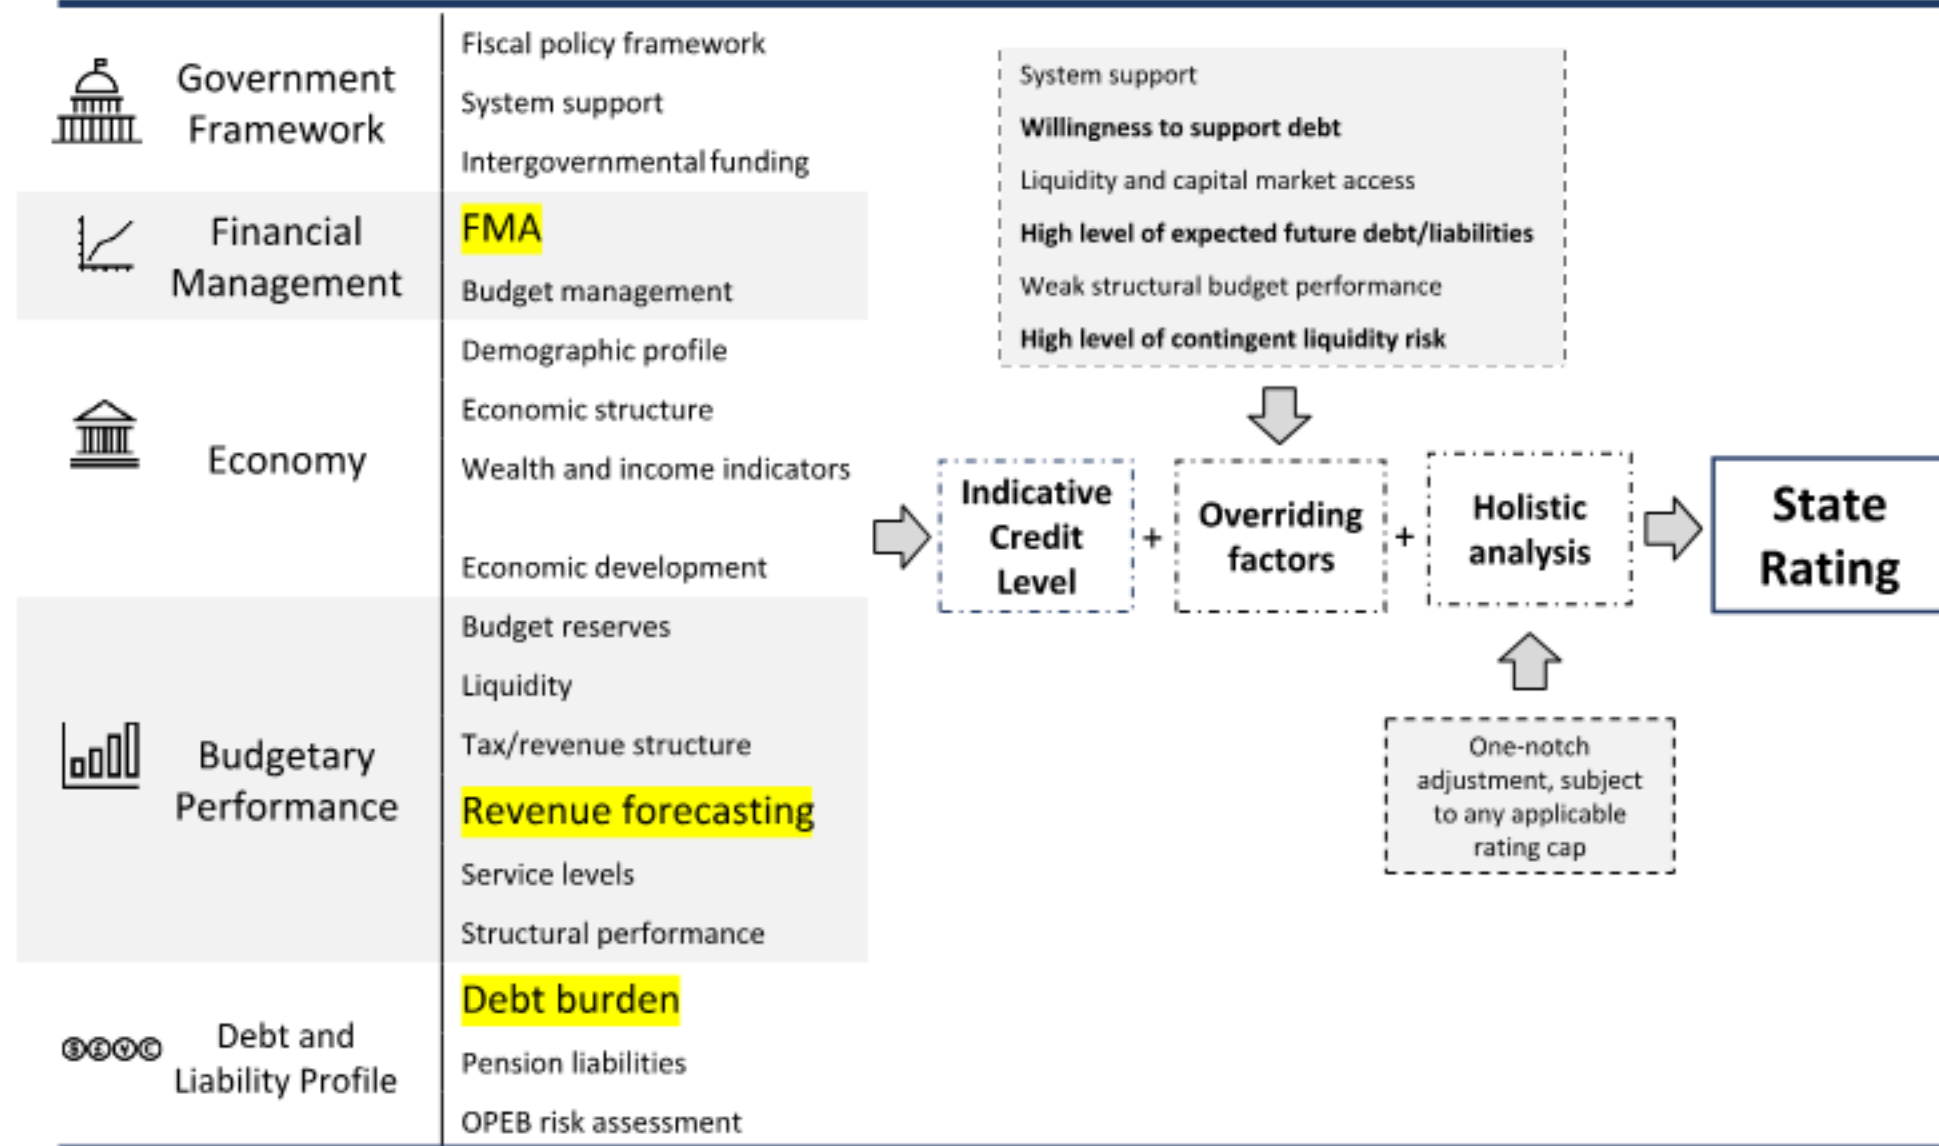 Government
Framework
Fiscal policy framework
System support
Intergovernmental funding
Financial
Management
FMA
Budget management
Economy
Demographic profile
Economic structure
Wealth and income indicators
Economic development
Budgetary
Performance
Budget reserves
Liquidity
Tax/revenue structure
Revenue forecasting
Service levels
Structural performance
Debt and
Liability Profile
Debt burden
Pension liabilities
OPEB risk assessment
System support
Willingness to support debt
Liquidity and capital market access
High level of expected future debt/liabilities
Weak structural budget performance
High level of contingent liquidity risk
Indicative
Credit
Level
+
Overriding
factors
+
Holistic
analysis
State
Rating
One-notch
adjustment, subject
to any applicable
rating cap